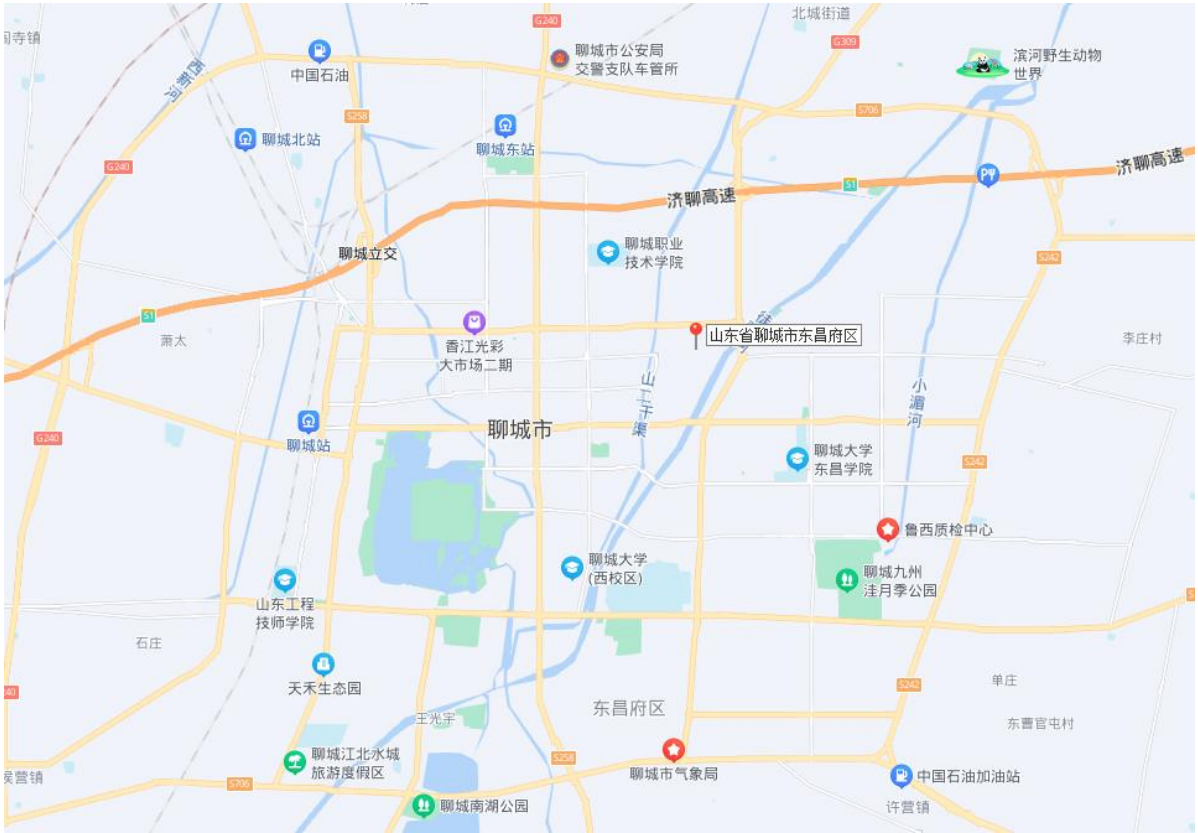 G240
北城街道
闫寺镇
G309
聊城市公安局
交警支队车管所
中国石油
西新河
滨河野生动物
世界
S258
S706
聊城北站
聊城东站
G240
济聊高速
济聊高速
S1
聊城职业
技术学院
聊城立交
S242
S1
萧太
香江光彩
大市场二期
山东省聊城市东昌府区
李庄村
小湄河
山二干渠
G240
聊城站
聊城市
聊城大学
东昌学院
S242
鲁西质检中心
聊城大学
(西校区)
聊城九州
洼月季公园
山东工程
技师学院
石庄
天禾生态园
S242
单庄
东昌府区
王光宇
东曹官屯村
聊城江北水城
旅游度假区
S258
聊城市气象局
侯营镇
S706
中国石油加油站
聊城南湖公园
许营镇